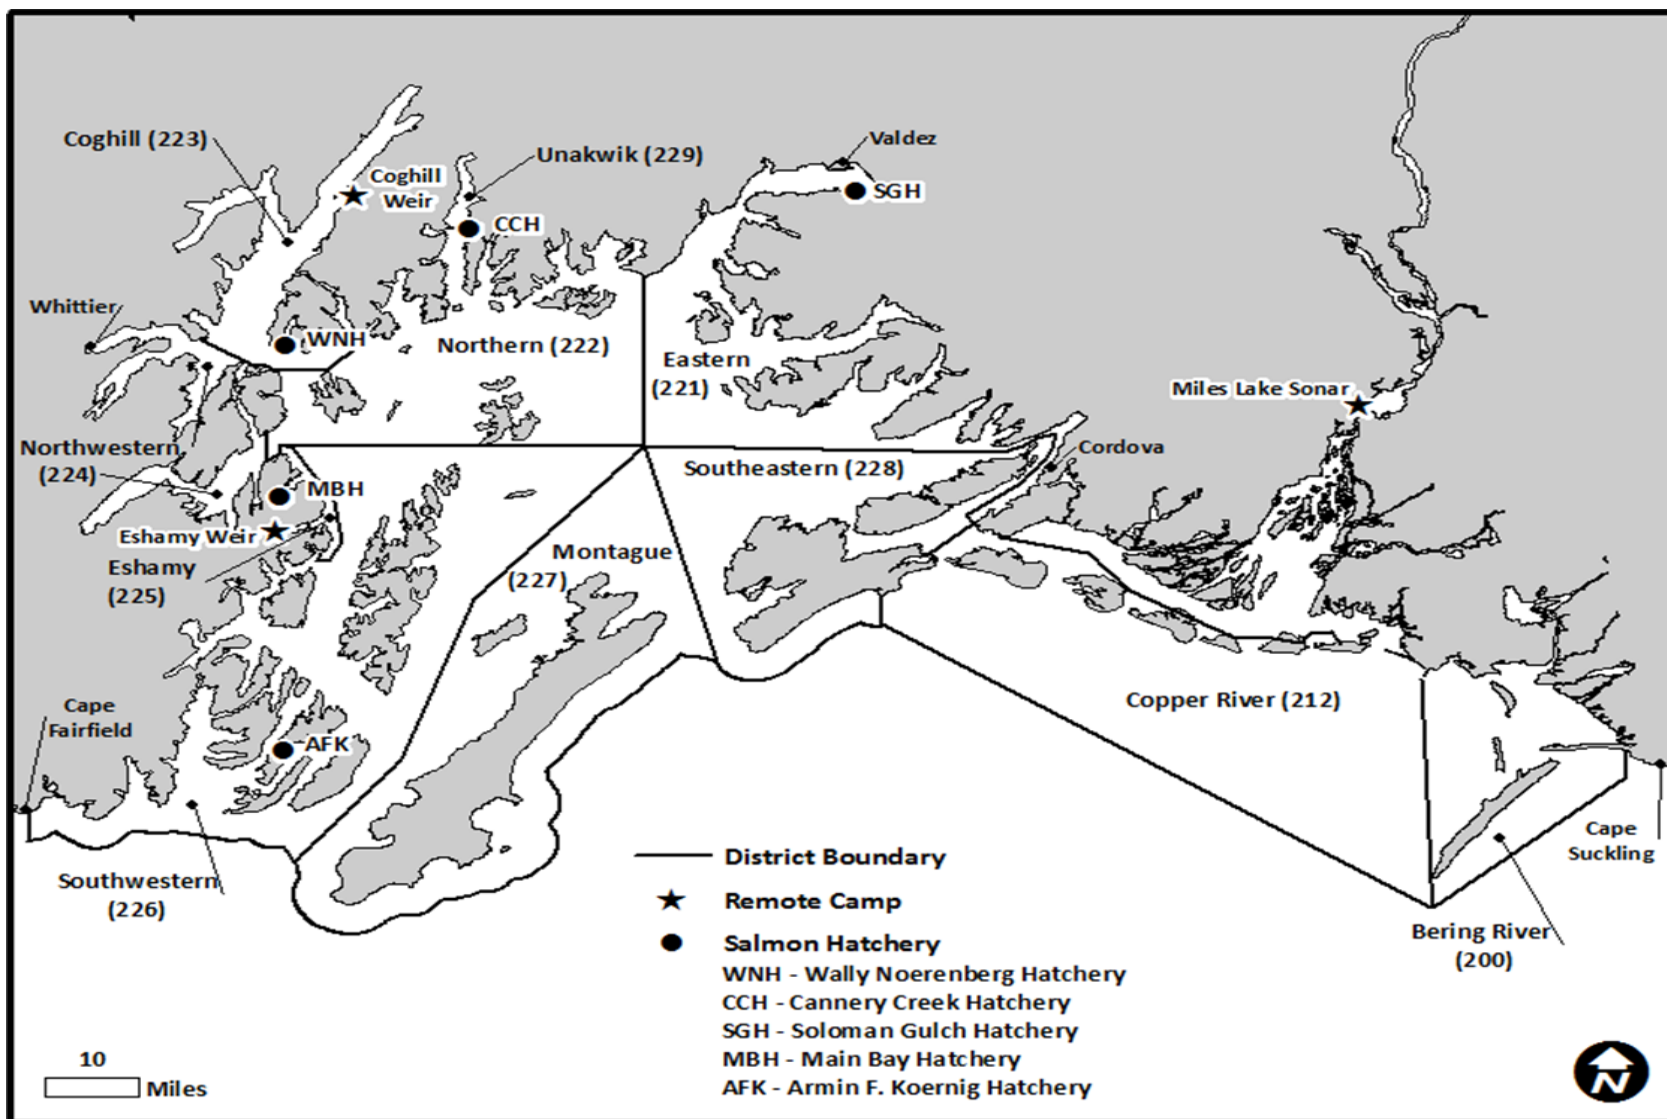 Coghill (223)
Unakwik (229)
Valdez
Coghill
Weir
SGH
CCH
Whittier
WNH
Northern (222)
Eastern
(221)
Miles Lake Sonar
Northwestern
(224)
Southeastern (228)
Cordova
MBH
Eshamy Weir
Eshamy
(225)
Montague
(227)
Copper River (212)
Cape
Fairfield
AFK
Cape
Suckling
Southwestern
(226)
Bering River
(200)
District Boundary
Remote Camp
Salmon Hatchery
WNH - Wally Noerenberg Hatchery
CCH - Cannery Creek Hatchery
SGH - Soloman Gulch Hatchery
MBH - Main Bay Hatchery
AFK - Armin F. Koernig Hatchery
10
Miles
N